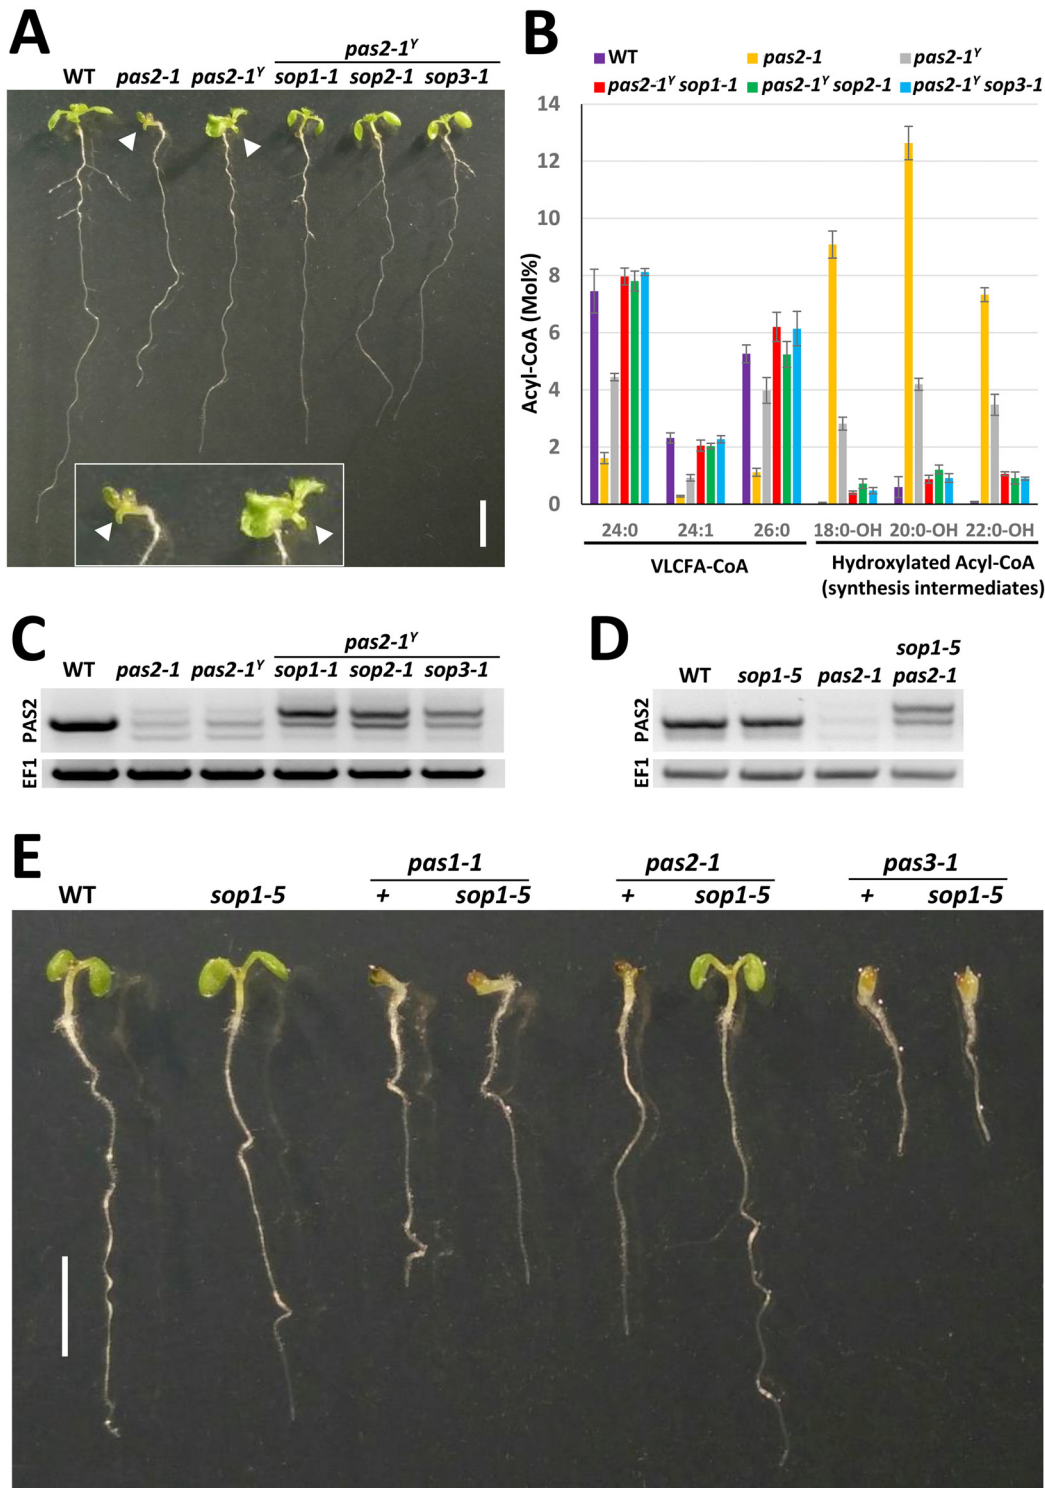 A
pas2-1ʸ
WT pas2-1 pas2-1ʸ sop1-1 sop2-1 sop3-1
B
WT pas2-1 pas2-1ʸ
pas2-1ʸ sop1-1 pas2-1ʸ sop2-1 pas2-1ʸ sop3-1
14
12
10
8
6
4
2
0
Acyl-CoA (Mol%)
24:0 24:1 26:0 18:0-OH 20:0-OH 22:0-OH
VLCFA-CoA
Hydroxylated Acyl-CoA
(synthesis intermediates)
C
pas2-1ʸ
WT pas2-1 pas2-1ʸ sop1-1 sop2-1 sop3-1
PAS2
EF1
D
sop1-5
WT sop1-5 pas2-1 pas2-1
PAS2
EF1
E
pas1-1 pas2-1 pas3-1
WT sop1-5 + sop1-5 + sop1-5 + sop1-5